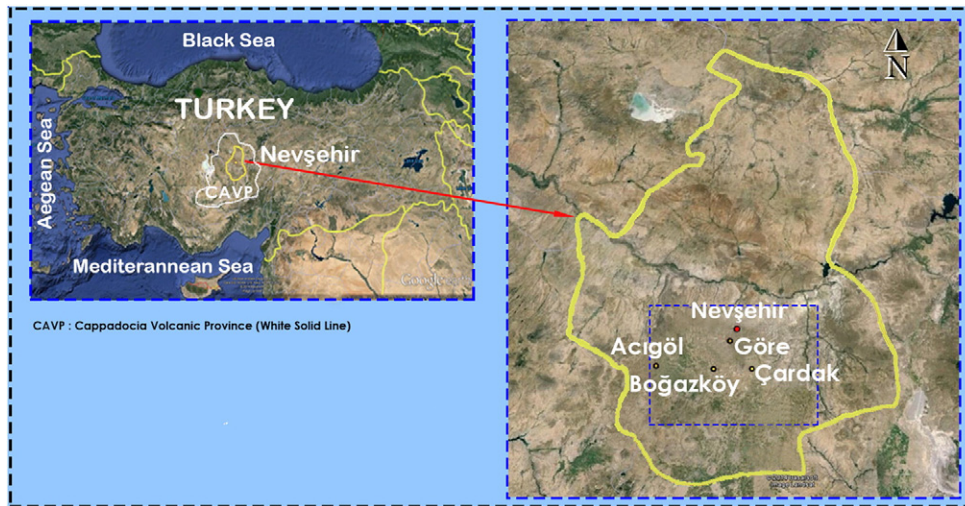 Black Sea
TURKEY
Aegean Sea
Nevşehir
CAVP
Mediterannean Sea
Google
CAVP : Cappadocia Volcanic Province (White Solid Line)
N
Nevşehir
Acıgöl
Göre
Boğazköy
Çardak